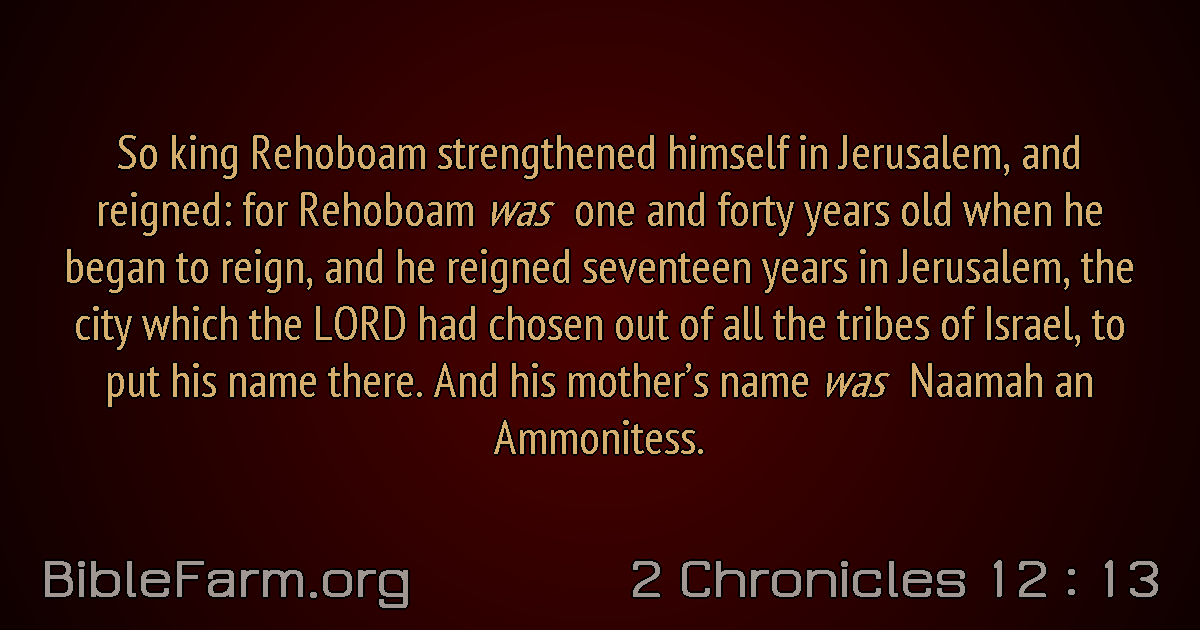 So king Rehoboam strengthened himself in Jerusalem, and
reigned: for Rehoboam was one and forty years old when he
began to reign, and he reigned seventeen years in Jerusalem, the
city which the LORD had chosen out of all the tribes of Israel, to
put his name there. And his mother’s name was Naamah an
Ammonitess.
BibleFarm.org
2 Chronicles 12 : 13